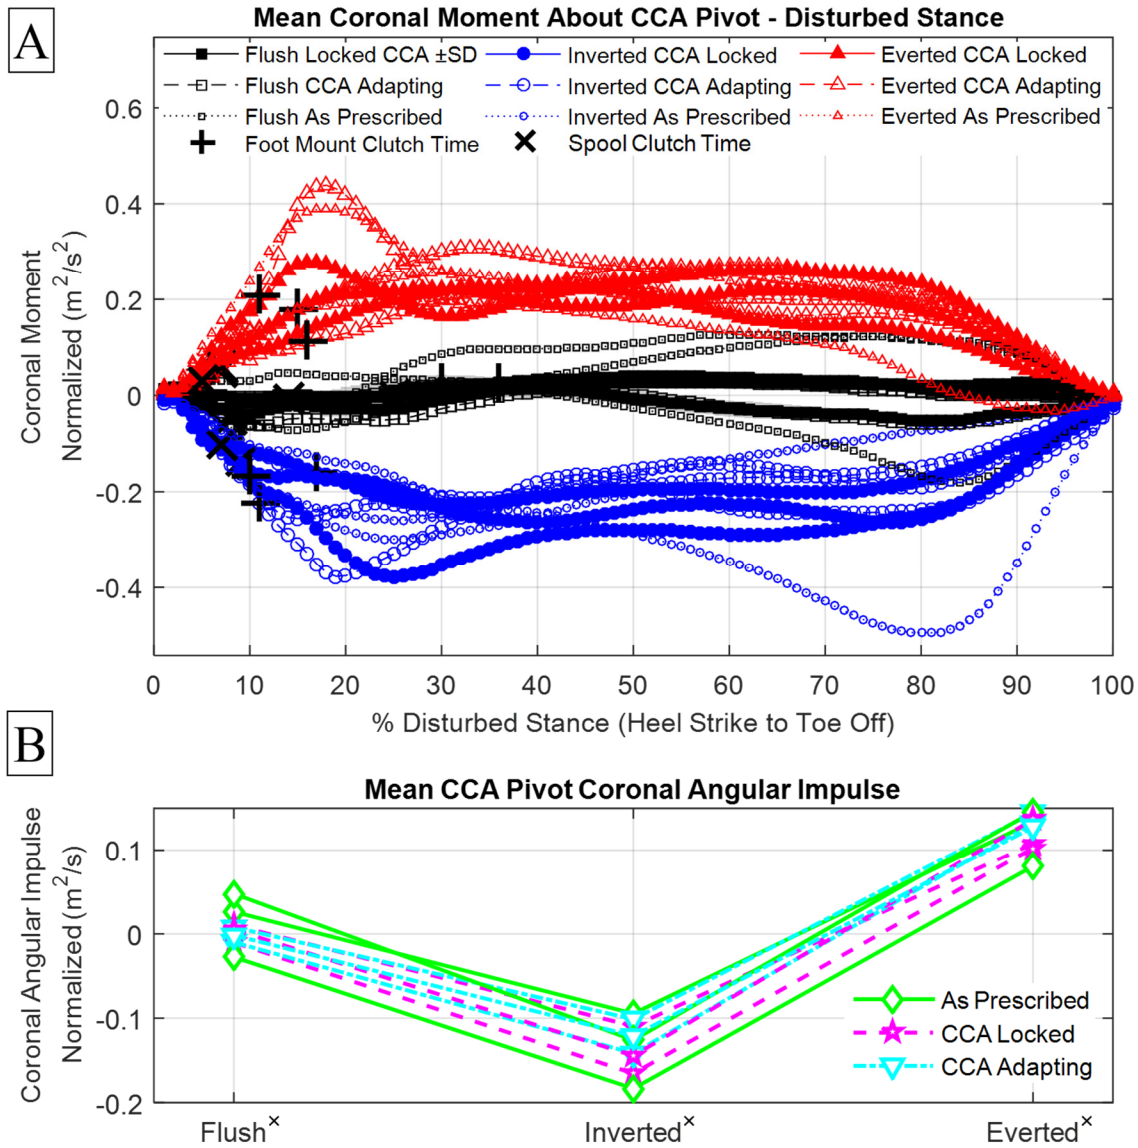 A
Mean Coronal Moment About CCA Pivot - Disturbed Stance
Flush Locked CCA ±SD
Inverted CCA Locked
Everted CCA Locked
Flush CCA Adapting
Inverted CCA Adapting
Everted CCA Adapting
Flush As Prescribed
Inverted As Prescribed
Everted As Prescribed
Foot Mount Clutch Time
Spool Clutch Time
Coronal Moment
Normalized (m²/s²)
0.6
0.4
0.2
0
-0.2
-0.4
0 10 20 30 40 50 60 70 80 90 100
% Disturbed Stance (Heel Strike to Toe Off)
B
Mean CCA Pivot Coronal Angular Impulse
Coronal Angular Impulse
Normalized (m²/s)
0.1
0
-0.1
-0.2
As Prescribed
CCA Locked
CCA Adapting
Flush× Inverted× Everted×